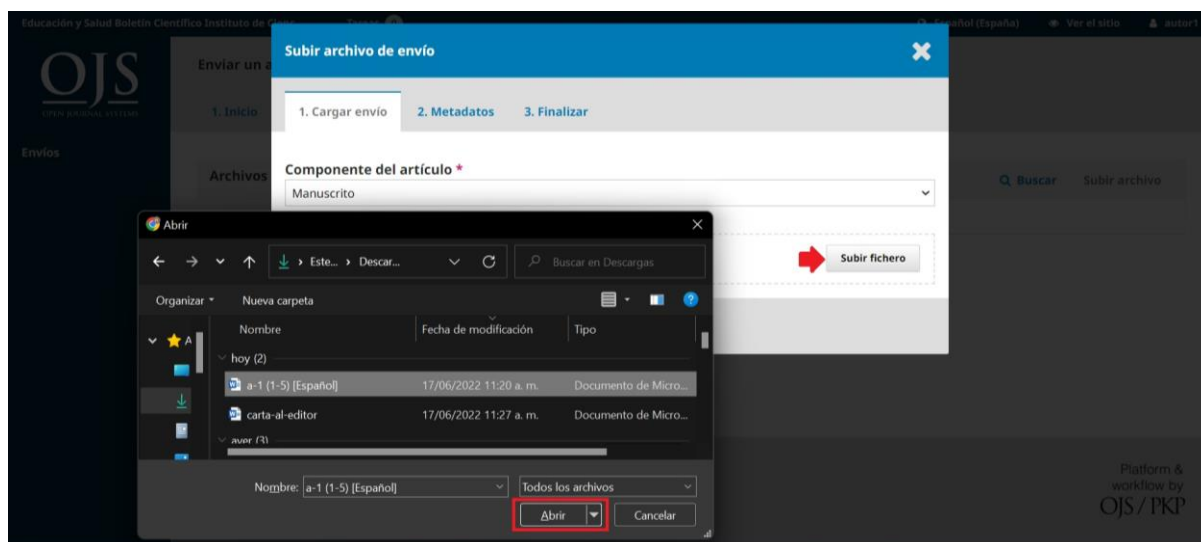 Educación y Salud Boletín Científico Instituto de Cienc
Tareas 0
Español (España)
Ver el sitio
autor1
OJS
OPEN JOURNAL SYSTEMS
Envíos
Enviar un a
1. Inicio
Archivos
Buscar
Subir archivo
Subir archivo de envío
1. Cargar envío
2. Metadatos
3. Finalizar
Componente del artículo *
Manuscrito
Subir fichero
Abrir
Este... › Descar...
Buscar en Descargas
Organizar
Nueva carpeta
Nombre
Fecha de modificación
Tipo
A
hoy (2)
a-1 (1-5) [Español] 17/06/2022 11:20 a. m. Documento de Micro...
carta-al-editor 17/06/2022 11:27 a. m. Documento de Micro...
ayer (3)
Nombre: a-1 (1-5) [Español]
Todos los archivos
Abrir
Cancelar
Platform &
workflow by
OJS / PKP